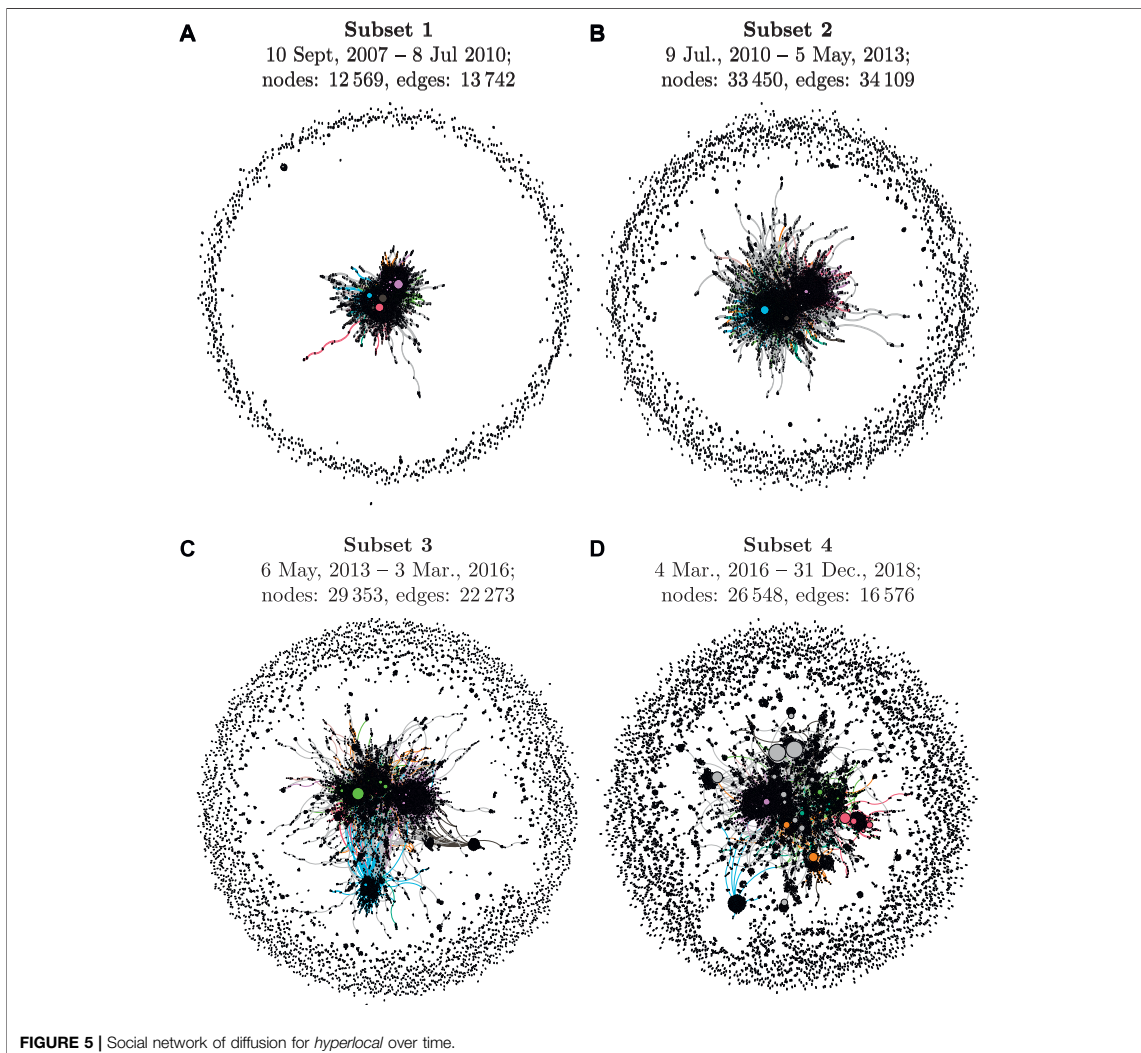 A
Subset 1
10 Sept, 2007 – 8 Jul 2010;
nodes: 12 569, edges: 13 742
B
Subset 2
9 Jul., 2010 – 5 May, 2013;
nodes: 33 450, edges: 34 109
C
Subset 3
6 May, 2013 – 3 Mar., 2016;
nodes: 29 353, edges: 22 273
D
Subset 4
4 Mar., 2016 – 31 Dec., 2018;
nodes: 26 548, edges: 16 576
FIGURE 5 | Social network of diffusion for hyperlocal over time.